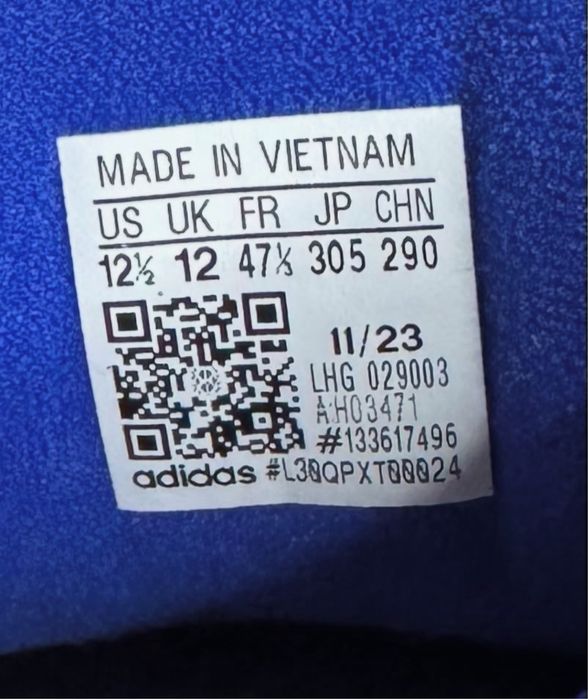 MADE IN VIETNAM
US UK FR JP CHN
12½ 12 47⅓ 305 290
11/23
LHG 029003
A:H03471
#133617496
adidas #L30QPXT00024